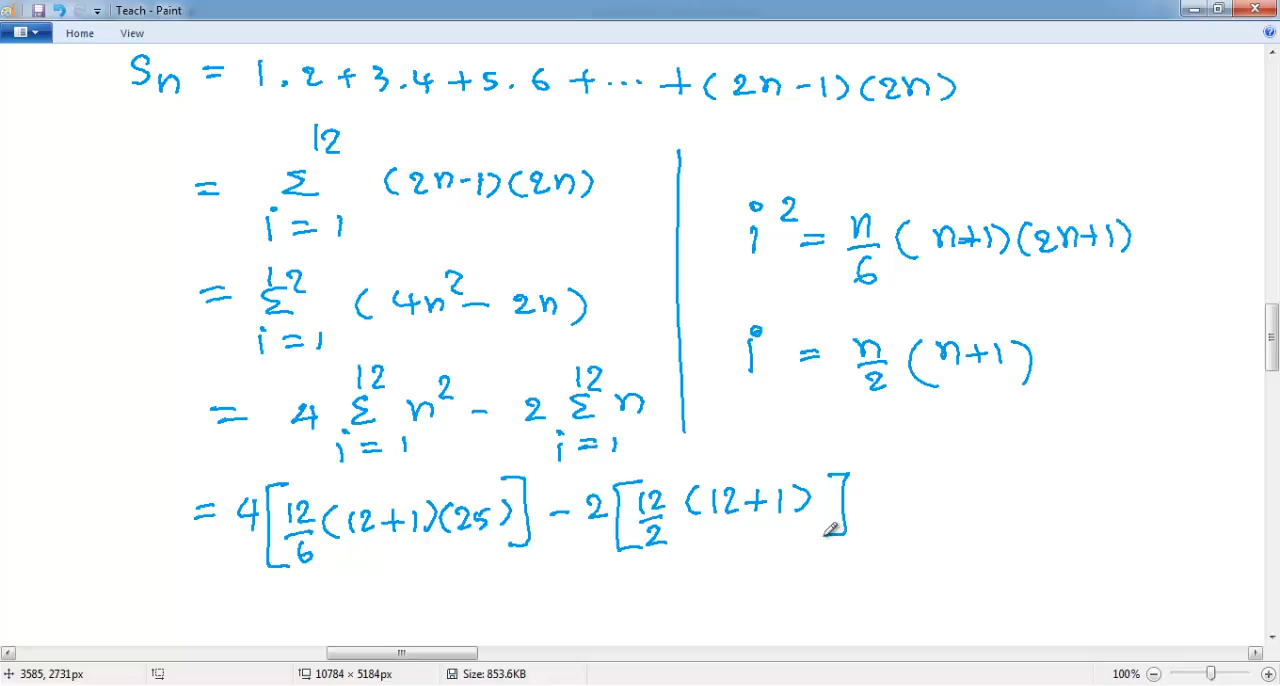 Teach - Paint
Home View
Sn = 1.2 + 3.4 + 5.6 + ... + (2n-1)(2n)
12
= Σ (2n-1)(2n)
i = 1
12
= Σ (4n² - 2n)
i = 1
12 12
= 4 Σ n² - 2 Σ n
i = 1 i = 1
= 4[12/6 (12+1)(25)] - 2[12/2 (12+1)]
i² = n/6 (n+1)(2n+1)
i = n/2 (n+1)
3585, 2731px 10784 × 5184px Size: 853.6KB 100%